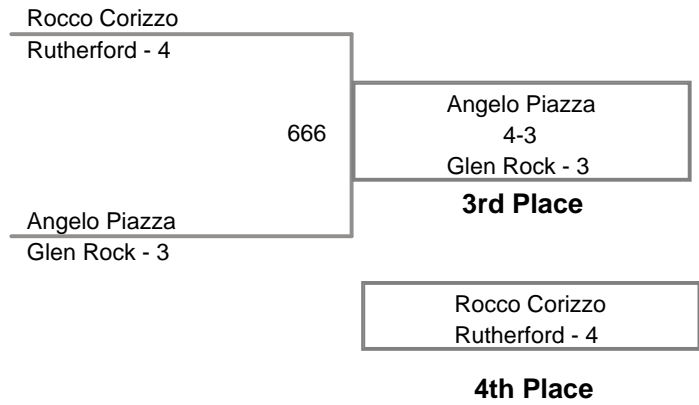 Rocco Corizzo
Rutherford - 4
666
Angelo Piazza
4-3
Glen Rock - 3
3rd Place
Angelo Piazza
Glen Rock - 3
Rocco Corizzo
Rutherford - 4
4th Place